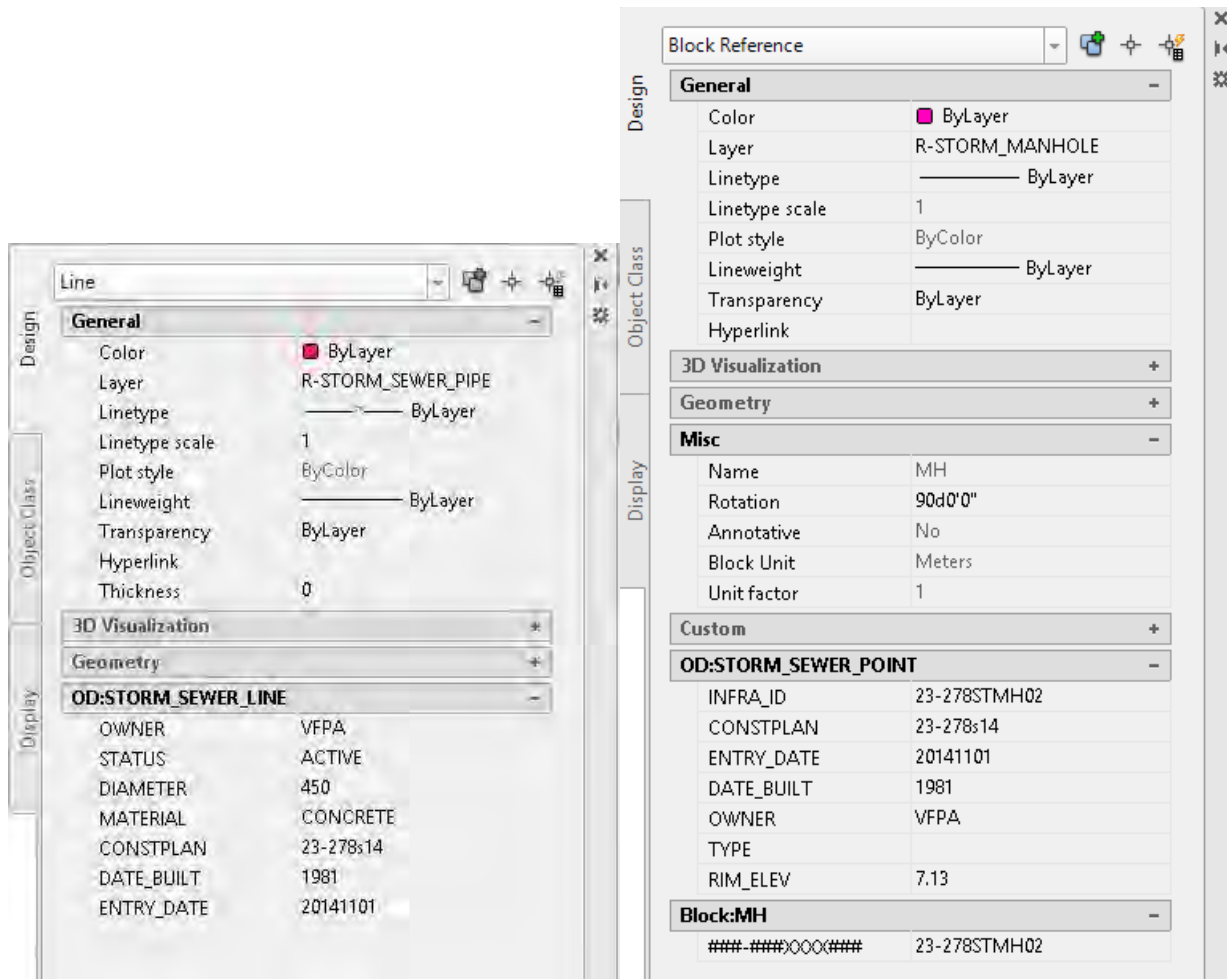 Line
Design
Object Class
Display
General −
Color ByLayer
Layer R-STORM_SEWER_PIPE
Linetype ByLayer
Linetype scale 1
Plot style ByColor
Lineweight ByLayer
Transparency ByLayer
Hyperlink
Thickness 0
3D Visualization +
Geometry +
OD:STORM_SEWER_LINE −
OWNER VFPA
STATUS ACTIVE
DIAMETER 450
MATERIAL CONCRETE
CONSTPLAN 23-278s14
DATE_BUILT 1981
ENTRY_DATE 20141101
Block Reference
Design
Object Class
Display
General −
Color ByLayer
Layer R-STORM_MANHOLE
Linetype ByLayer
Linetype scale 1
Plot style ByColor
Lineweight ByLayer
Transparency ByLayer
Hyperlink
3D Visualization +
Geometry +
Misc −
Name MH
Rotation 90d0'0"
Annotative No
Block Unit Meters
Unit factor 1
Custom +
OD:STORM_SEWER_POINT −
INFRA_ID 23-278STMH02
CONSTPLAN 23-278s14
ENTRY_DATE 20141101
DATE_BUILT 1981
OWNER VFPA
TYPE
RIM_ELEV 7.13
Block:MH −
###-###XXXX### 23-278STMH02